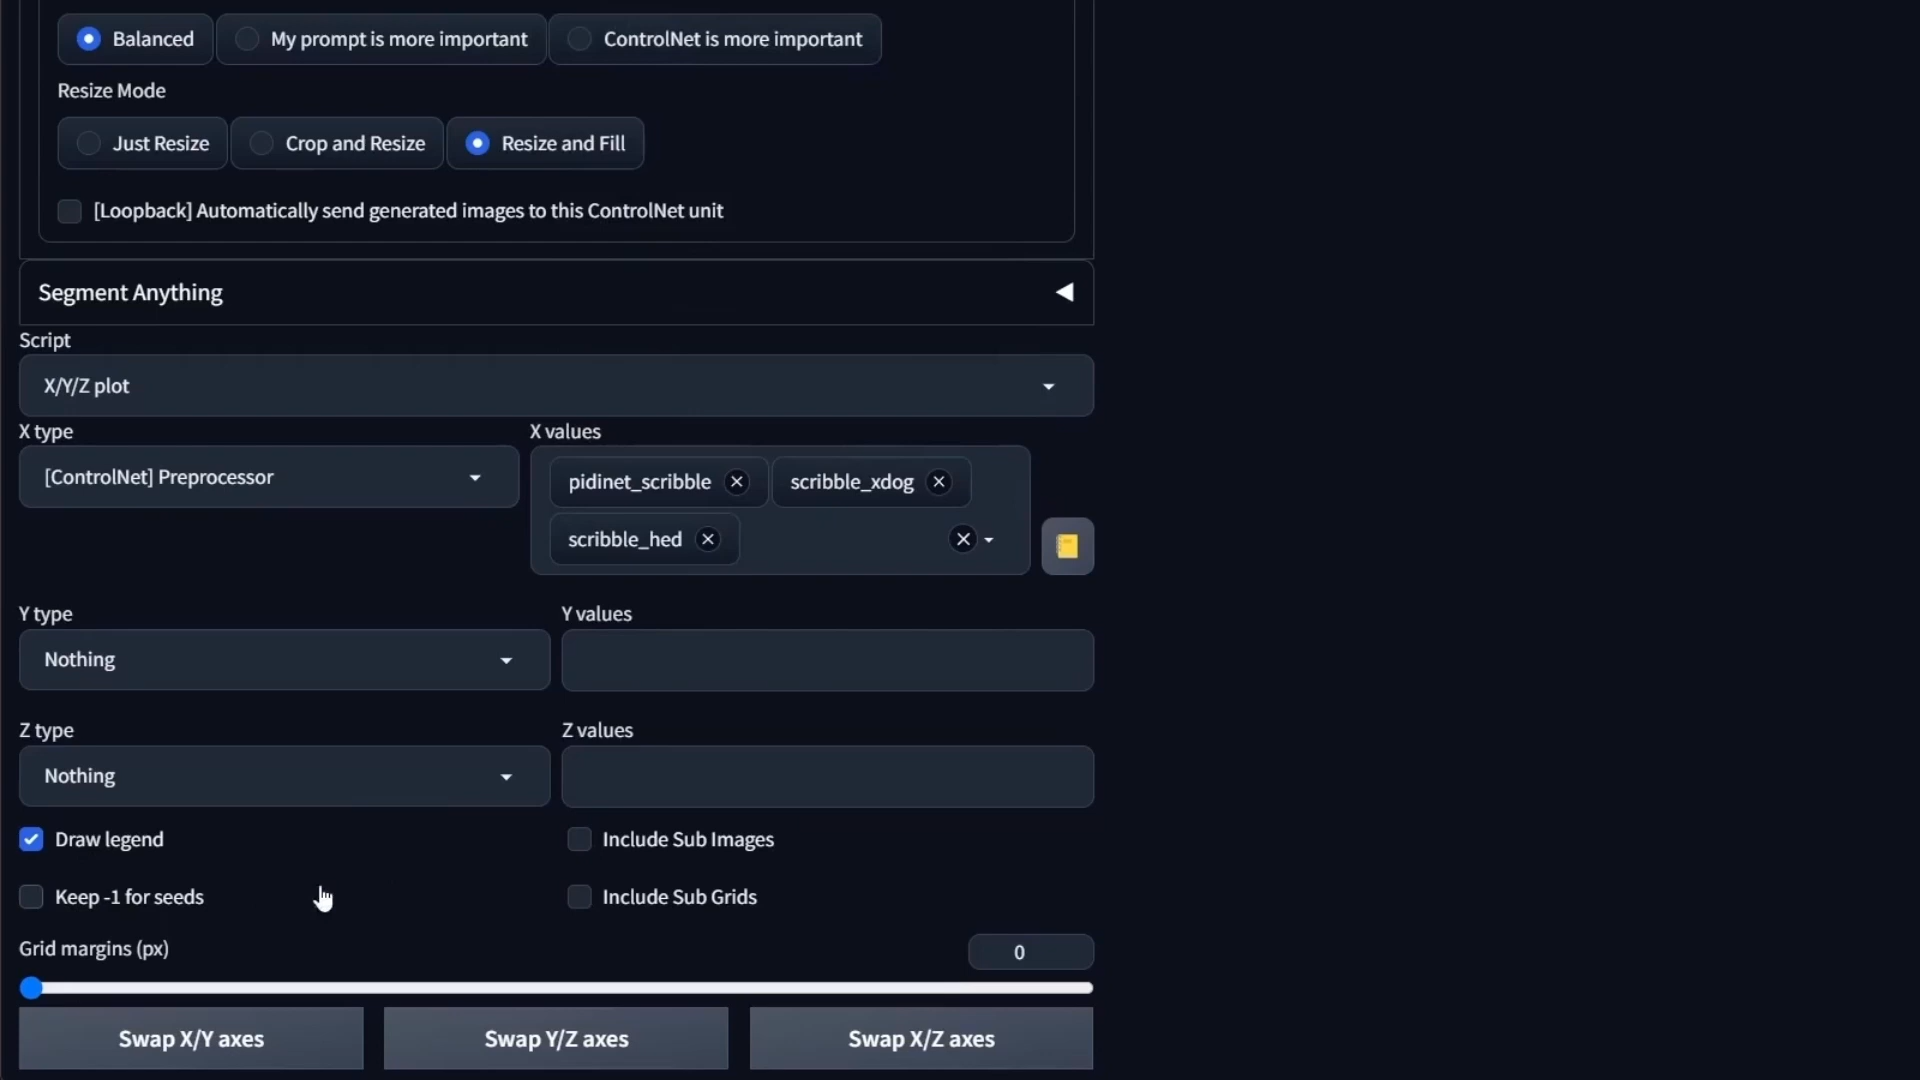 Balanced My prompt is more important ControlNet is more important
Resize Mode
Just Resize Crop and Resize Resize and Fill
[Loopback] Automatically send generated images to this ControlNet unit
Segment Anything
Script
X/Y/Z plot
X type X values
[ControlNet] Preprocessor pidinet_scribble scribble_xdog
scribble_hed
Y type Y values
Nothing
Z type Z values
Nothing
Draw legend Include Sub Images
Keep -1 for seeds Include Sub Grids
Grid margins (px) 0
Swap X/Y axes Swap Y/Z axes Swap X/Z axes